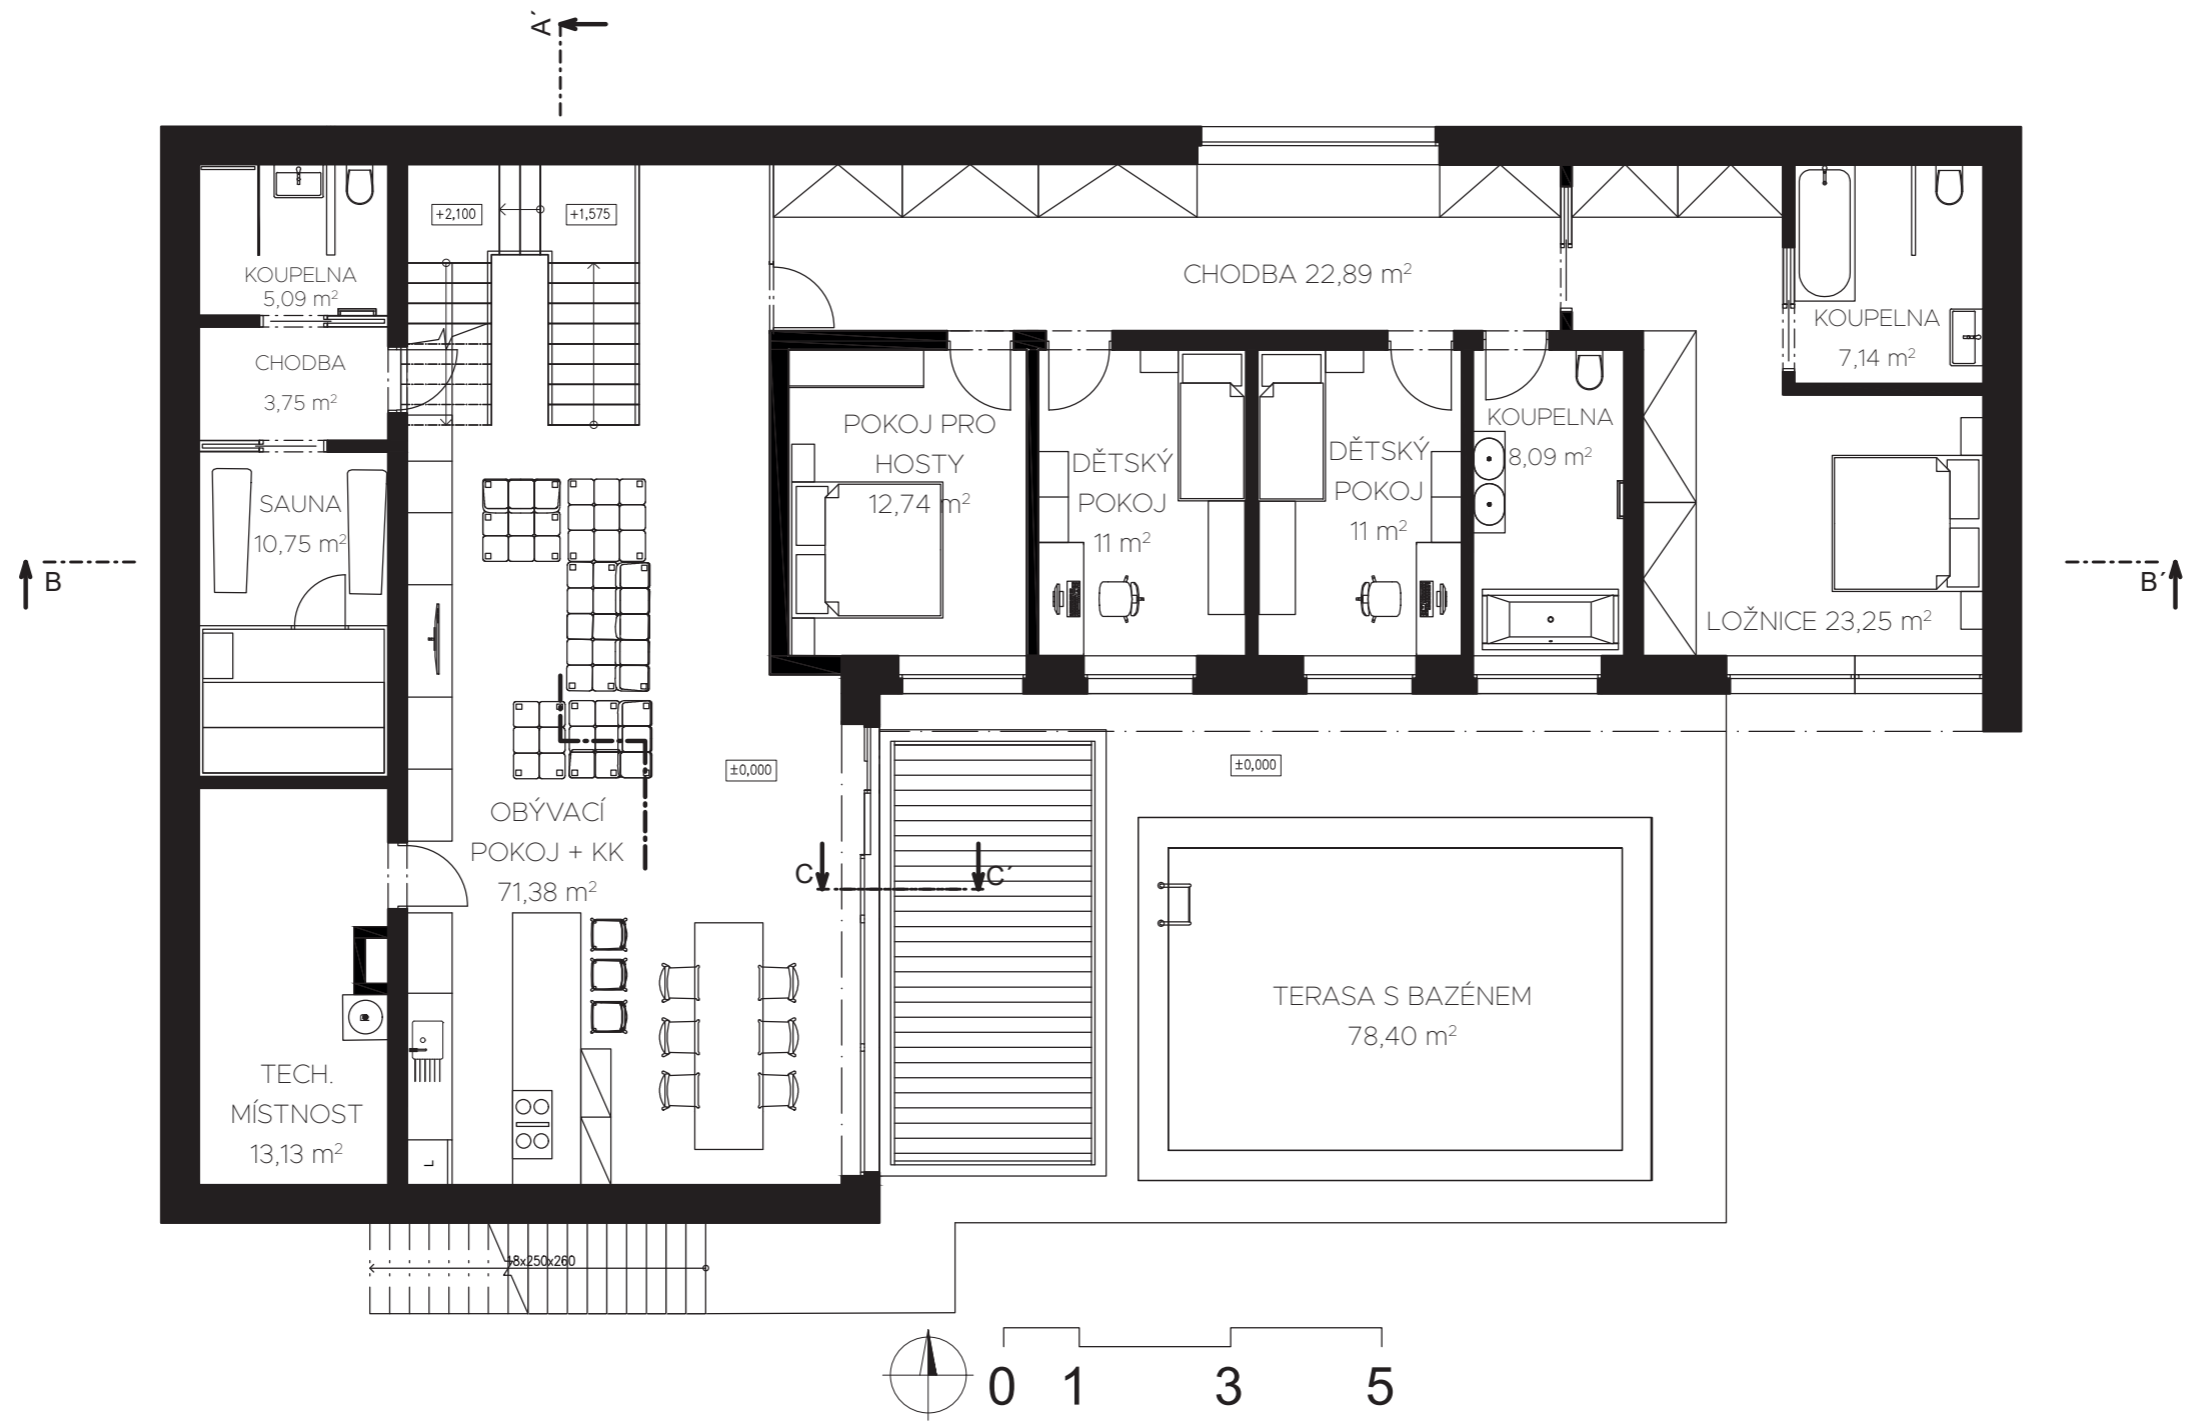 A´
+2,100
+1,575
KOUPELNA
5,09 m²
CHODBA
3,75 m²
SAUNA
10,75 m²
CHODBA 22,89 m²
KOUPELNA
7,14 m²
POKOJ PRO
HOSTY
12,74 m²
DĚTSKÝ
POKOJ
11 m²
DĚTSKÝ
POKOJ
11 m²
KOUPELNA
8,09 m²
LOŽNICE 23,25 m²
B
B´
±0,000
±0,000
OBÝVACÍ
POKOJ + KK
71,38 m²
C
C´
TERASA S BAZÉNEM
78,40 m²
TECH.
MÍSTNOST
13,13 m²
L
18x250x260
0 1 3 5